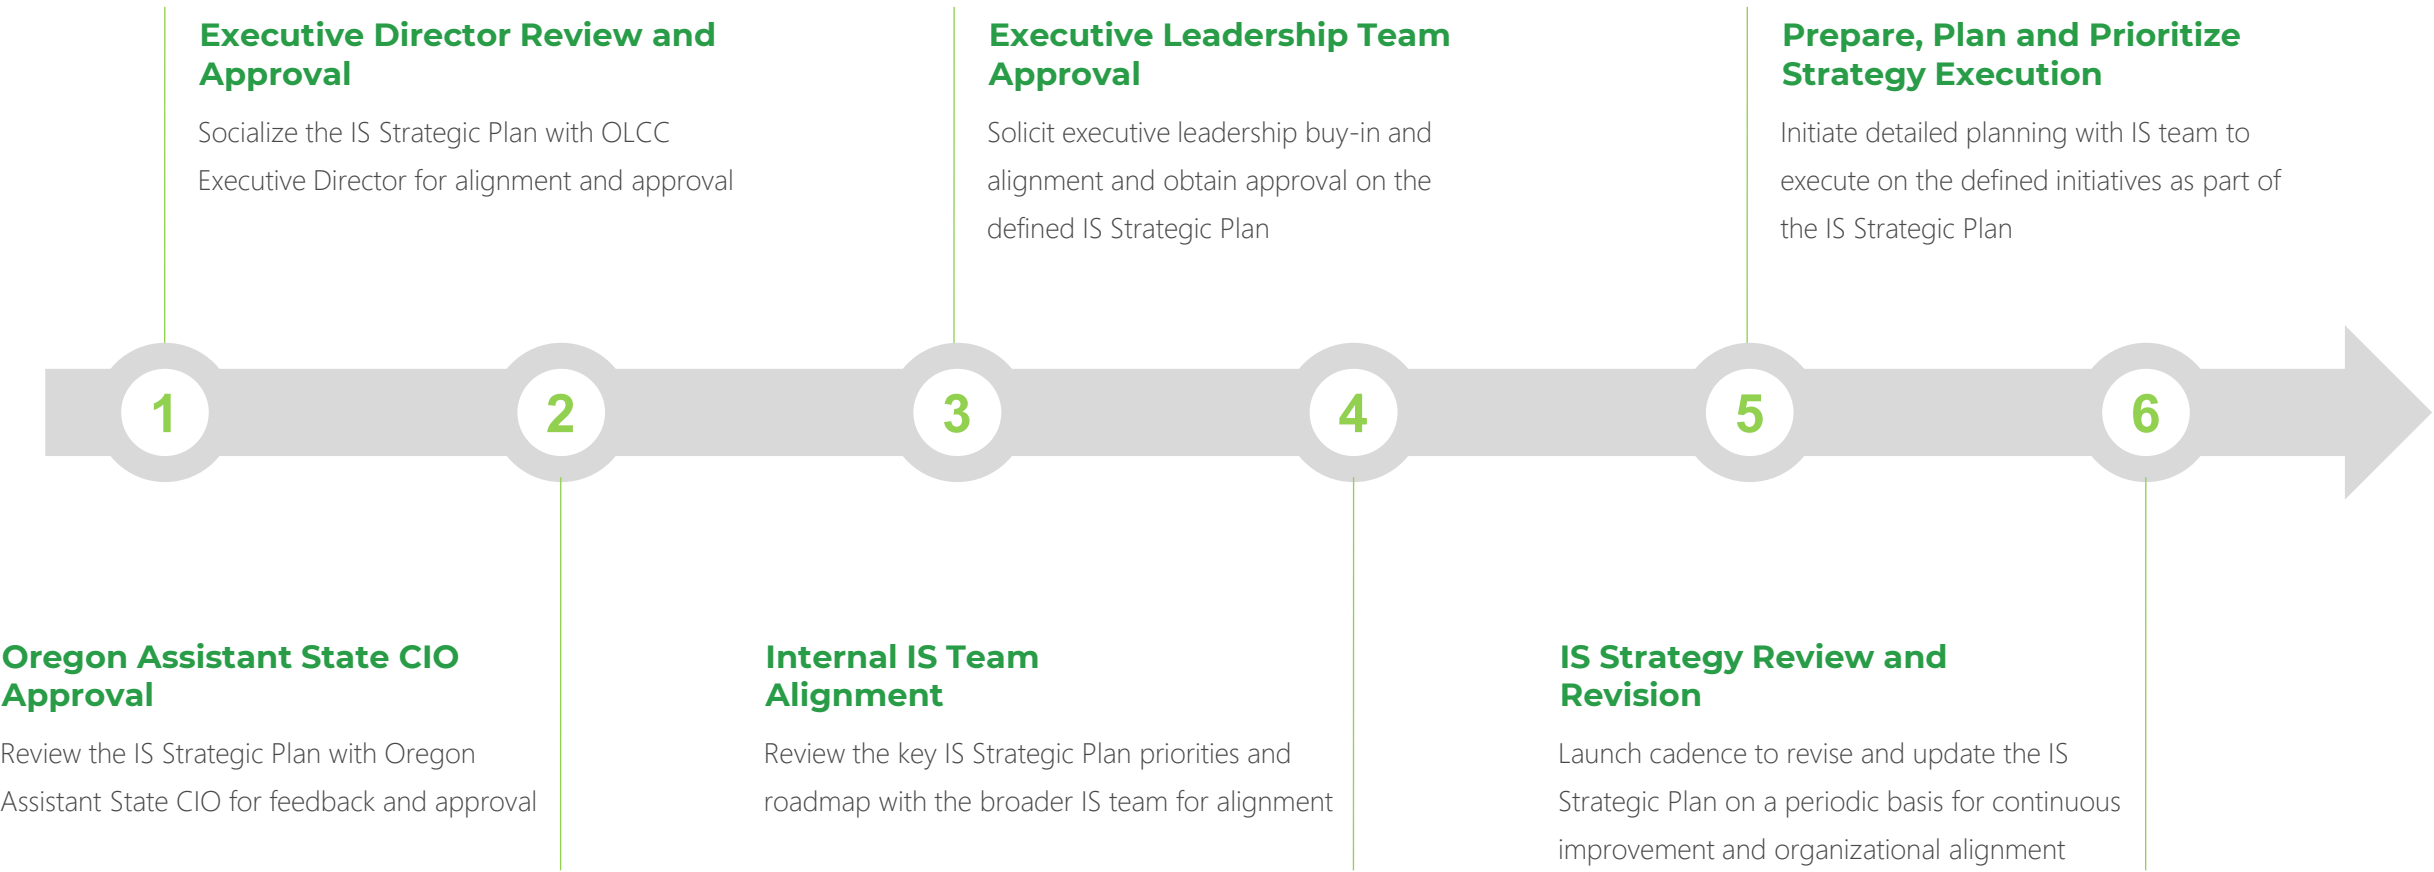 Executive Director Review and
Approval
Socialize the IS Strategic Plan with OLCC
Executive Director for alignment and approval
Executive Leadership Team
Approval
Solicit executive leadership buy-in and
alignment and obtain approval on the
defined IS Strategic Plan
Prepare, Plan and Prioritize
Strategy Execution
Initiate detailed planning with IS team to
execute on the defined initiatives as part of
the IS Strategic Plan
1
2
3
4
5
6
Oregon Assistant State CIO
Approval
Review the IS Strategic Plan with Oregon
Assistant State CIO for feedback and approval
Internal IS Team
Alignment
Review the key IS Strategic Plan priorities and
roadmap with the broader IS team for alignment
IS Strategy Review and
Revision
Launch cadence to revise and update the IS
Strategic Plan on a periodic basis for continuous
improvement and organizational alignment